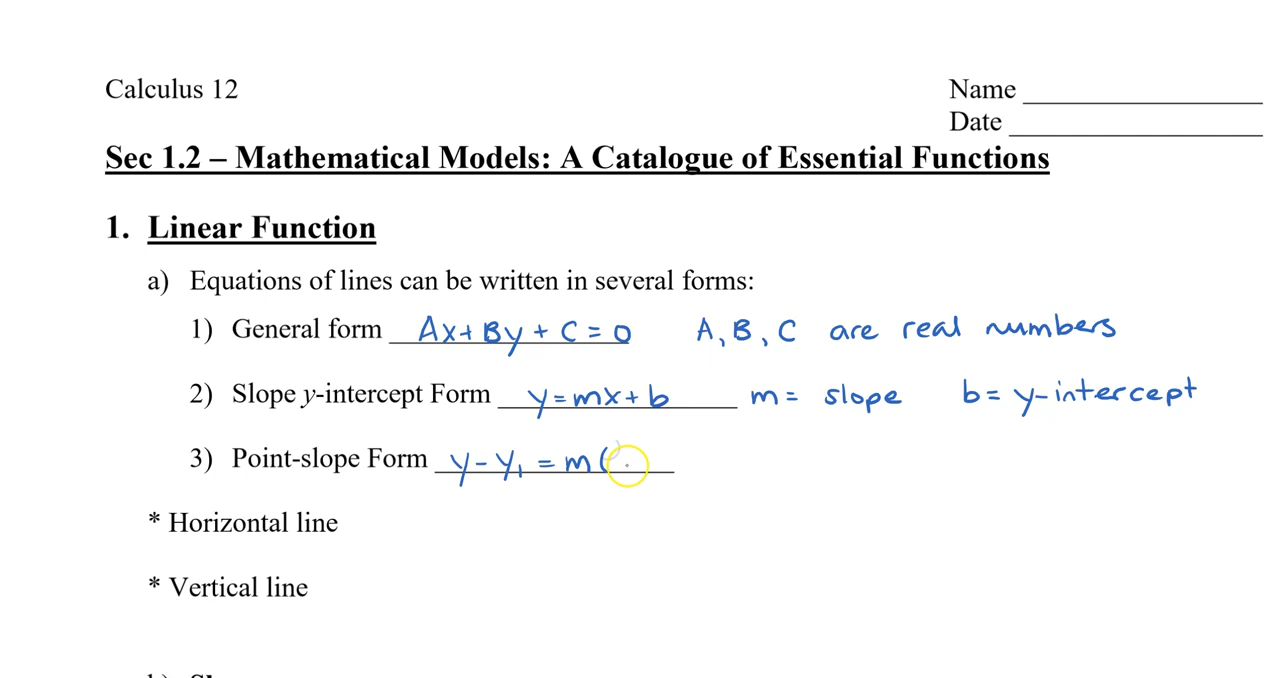 Calculus 12 Name
Date
Sec 1.2 – Mathematical Models: A Catalogue of Essential Functions
1. Linear Function
a) Equations of lines can be written in several forms:
1) General form Ax+By+C=0 A, B, C are real numbers
2) Slope y-intercept Form y=mx+b m= slope b= y-intercept
3) Point-slope Form y-y₁=m(
* Horizontal line
* Vertical line